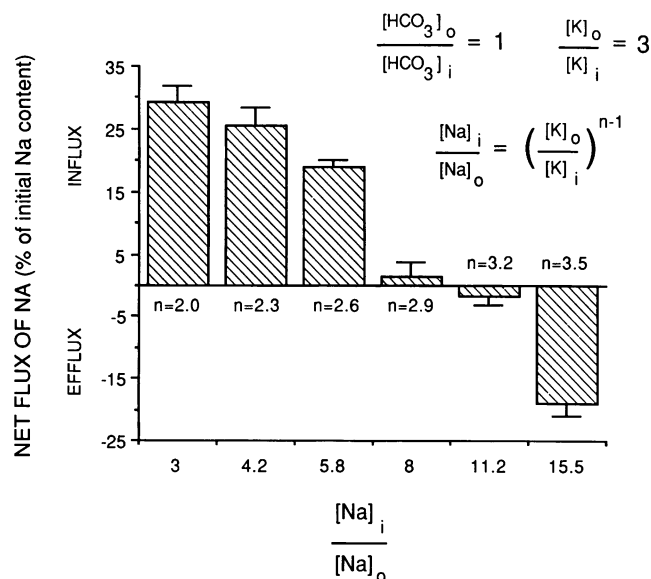 [HCO3]o
[HCO3]i
= 1
[K]o
[K]i
= 3
[Na]i
[Na]o
=
(
[K]o
[K]i
)
n-1
NET FLUX OF NA (% of initial Na content)
INFLUX
EFFLUX
35
25
15
5
-5
-15
-25
n=3.2 n=3.5
n=2.0 n=2.3 n=2.6 n=2.9
3 4.2 5.8 8 11.2 15.5
[Na]i
[Na]o